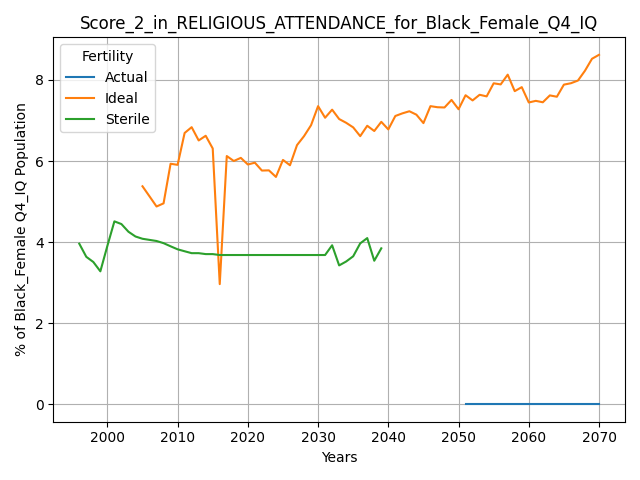 Score_2_in_RELIGIOUS_ATTENDANCE_for_Black_Female_Q4_IQ
Fertility
Actual
Ideal
Sterile
% of Black_Female Q4_IQ Population
8
6
4
2
0
2000 2010 2020 2030 2040 2050 2060 2070
Years